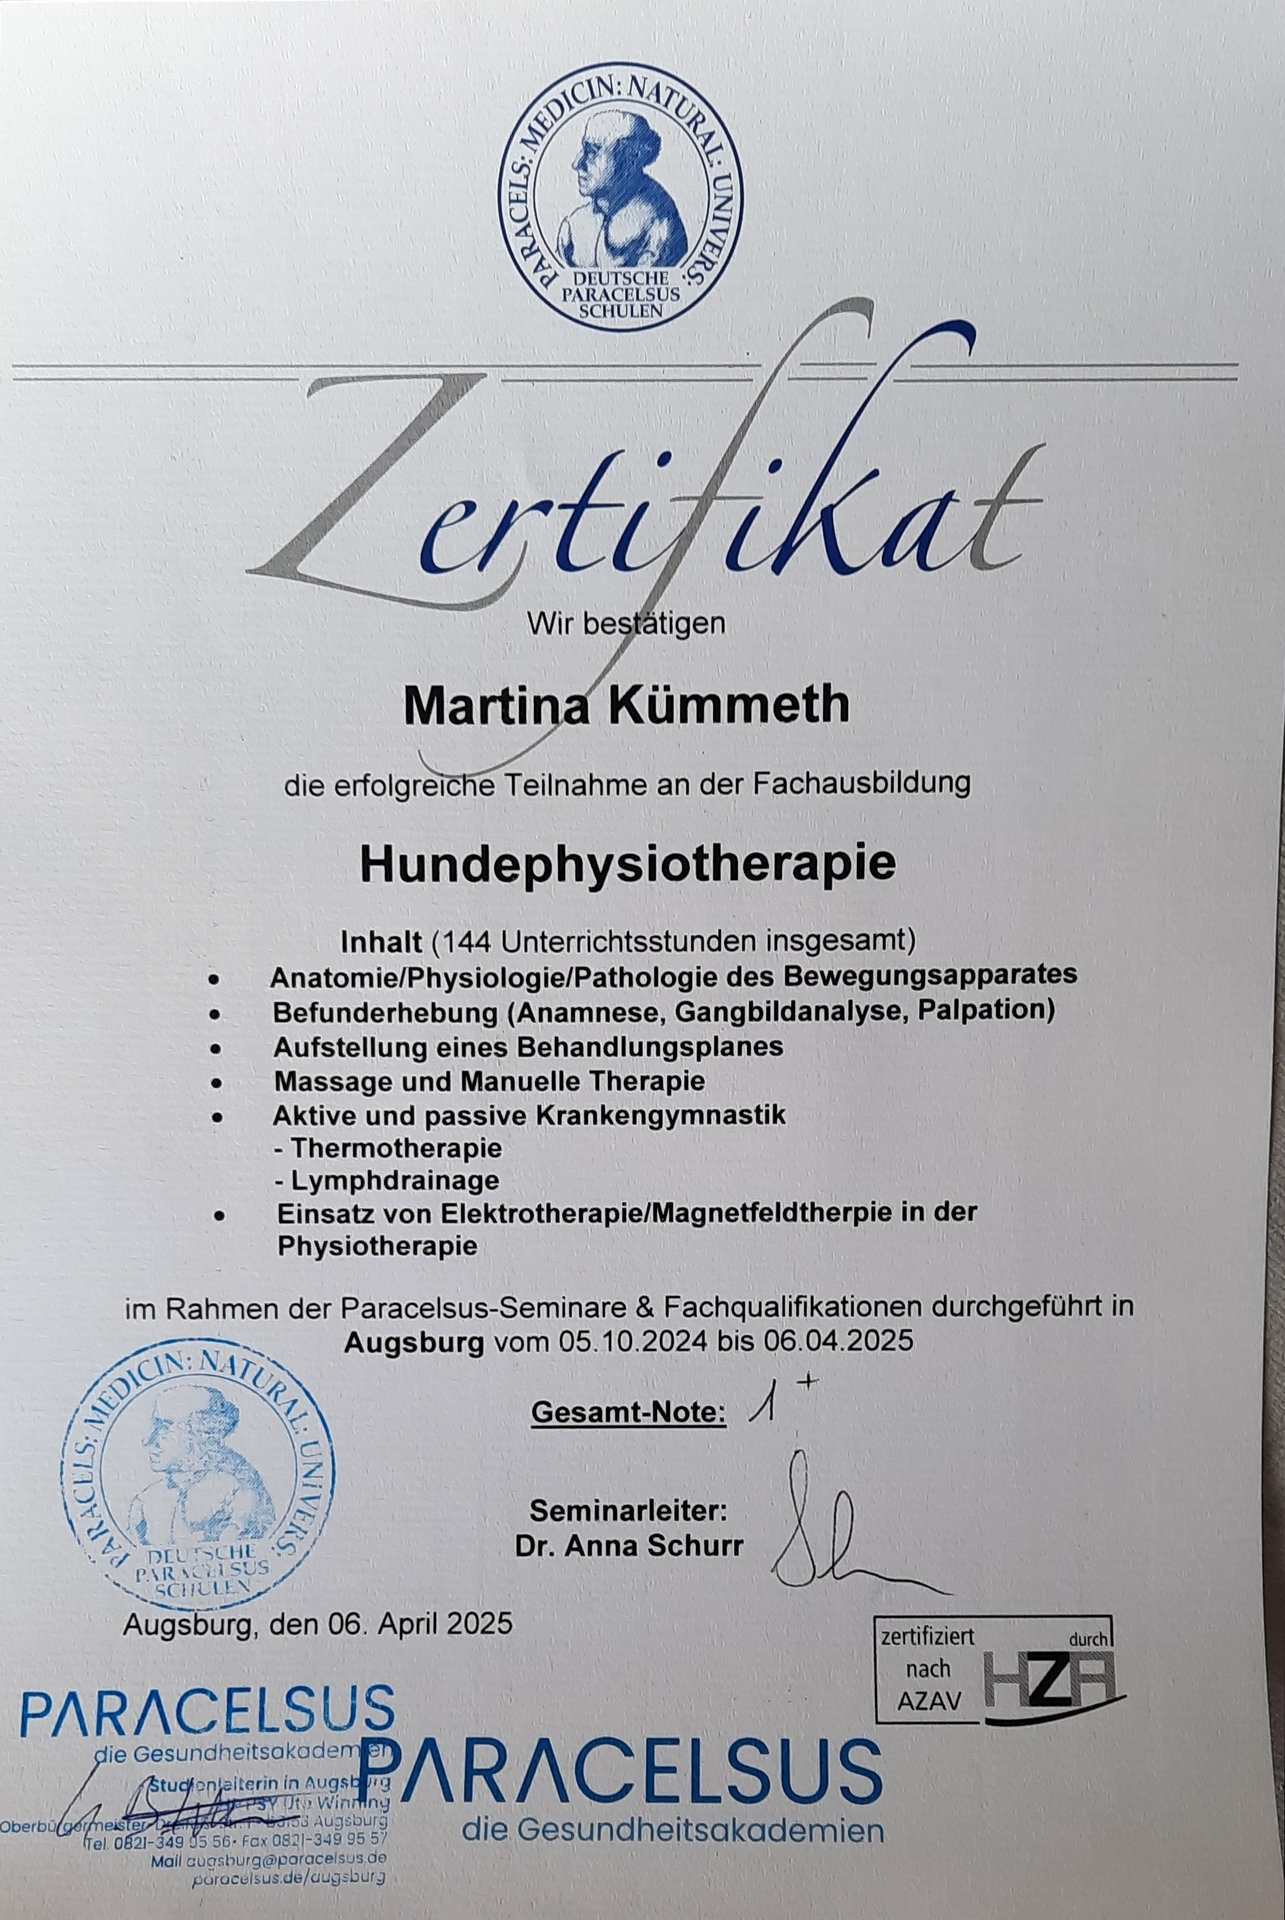 PARACELS: MEDICIN: NATURAL: UNIVERS:
DEUTSCHE
PARACELSUS
SCHULEN
Zertifikat
Wir bestätigen
Martina Kümmeth
die erfolgreiche Teilnahme an der Fachausbildung
Hundephysiotherapie
Inhalt (144 Unterrichtsstunden insgesamt)
• Anatomie/Physiologie/Pathologie des Bewegungsapparates
• Befunderhebung (Anamnese, Gangbildanalyse, Palpation)
• Aufstellung eines Behandlungsplanes
• Massage und Manuelle Therapie
• Aktive und passive Krankengymnastik
- Thermotherapie
- Lymphdrainage
• Einsatz von Elektrotherapie/Magnetfeldtherpie in der
Physiotherapie
im Rahmen der Paracelsus-Seminare & Fachqualifikationen durchgeführt in
Augsburg vom 05.10.2024 bis 06.04.2025
PARACELS: MEDICIN: NATURAL: UNIVERS:
DEUTSCHE
PARACELSUS
SCHULEN
Gesamt-Note: 1+
Seminarleiter:
Dr. Anna Schurr
Augsburg, den 06. April 2025
zertifiziert durch
nach
AZAV
HZA
PARACELSUS
die Gesundheitsakademien
Studienleiterin in Augsburg
PSY Ute Winning
Oberbürgermeister Augsburg
Tel. 0821-349 95 56 • Fax 0821-349 95 57
Mail augsburg@paracelsus.de
paracelsus.de/augsburg
PARACELSUS
die Gesundheitsakademien